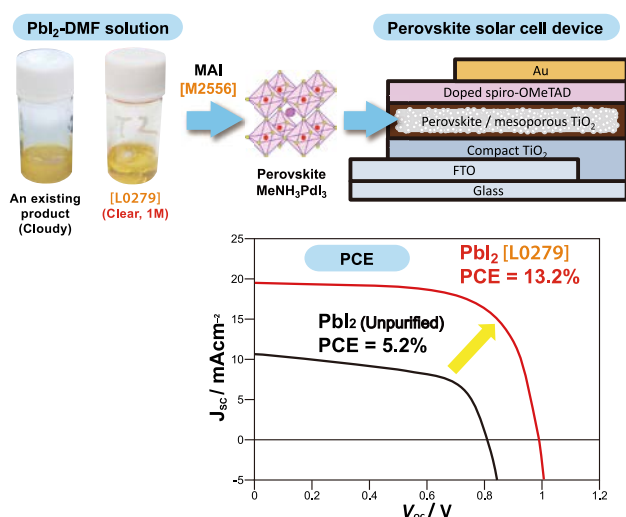 PbI₂-DMF solution
Perovskite solar cell device
MAI
[M2556]
T2
An existing
product
(Cloudy)
[L0279]
(Clear, 1M)
Perovskite
MeNH₃PdI₃
Au
Doped spiro-OMeTAD
Perovskite / mesoporous TiO₂
Compact TiO₂
FTO
Glass
PCE
PbI₂ [L0279]
PCE = 13.2%
PbI₂ (Unpurified)
PCE = 5.2%
Jsc / mAcm⁻²
25
20
15
10
5
0
-5
0 0.2 0.4 0.6 0.8 1 1.2
Voc / V